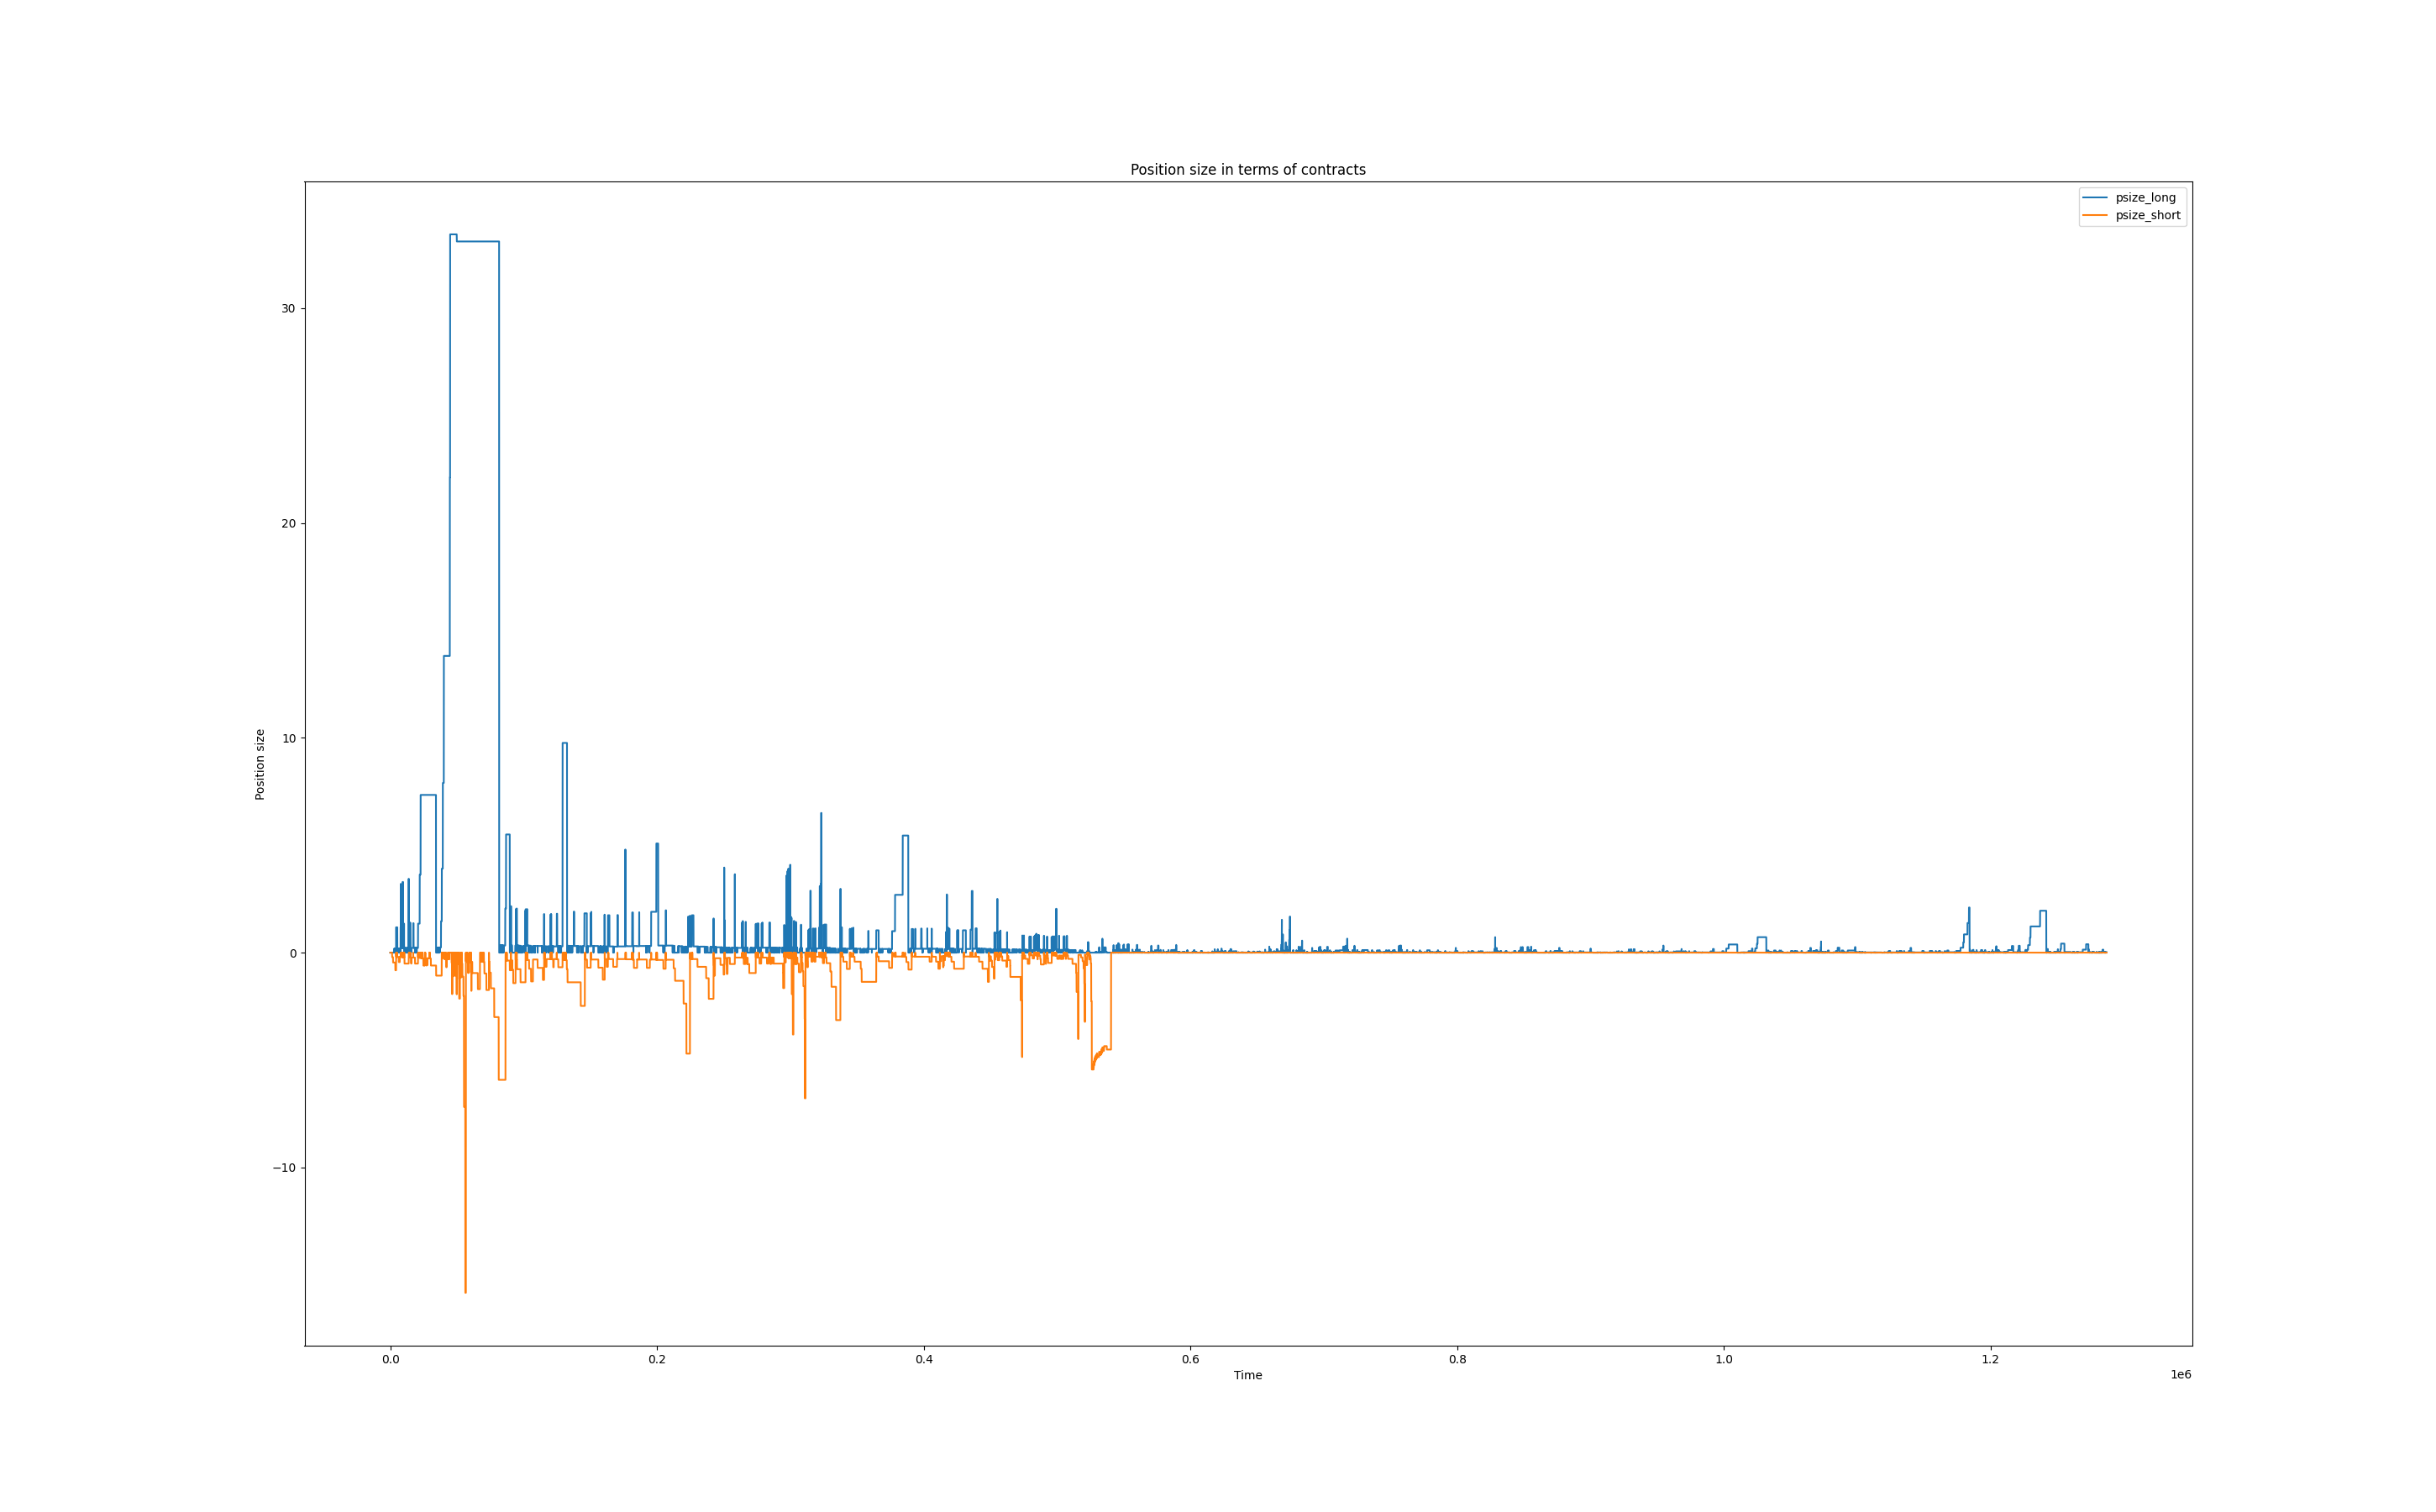 Position size in terms of contracts
psize_long
psize_short
Position size
30
20
10
0
−10
0.0
0.2
0.4
0.6
0.8
1.0
1.2
1e6
Time